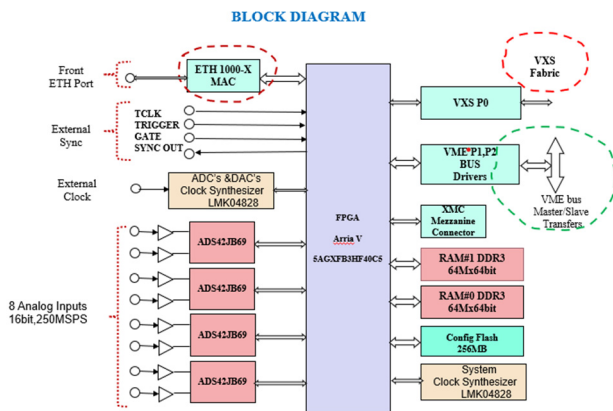 BLOCK DIAGRAM
Front
ETH Port
ETH 1000-X
MAC
VXS
Fabric
VXS P0
External
Sync
TCLK
TRIGGER
GATE
SYNC OUT
VME*P1,P2
BUS
Drivers
VME bus
Master/Slave
Transfers.
External
Clock
ADC's &DAC's
Clock Synthesizer
LMK04828
FPGA
Arria V
5AGXFB3HF40C5
XMC
Mezzanine
Connector
8 Analog Inputs
16bit,250MSPS
ADS42JB69
ADS42JB69
ADS42JB69
ADS42JB69
RAM#1 DDR3
64Mx64bit
RAM#0 DDR3
64Mx64bit
Config Flash
256MB
System
Clock Synthesizer
LMK04828